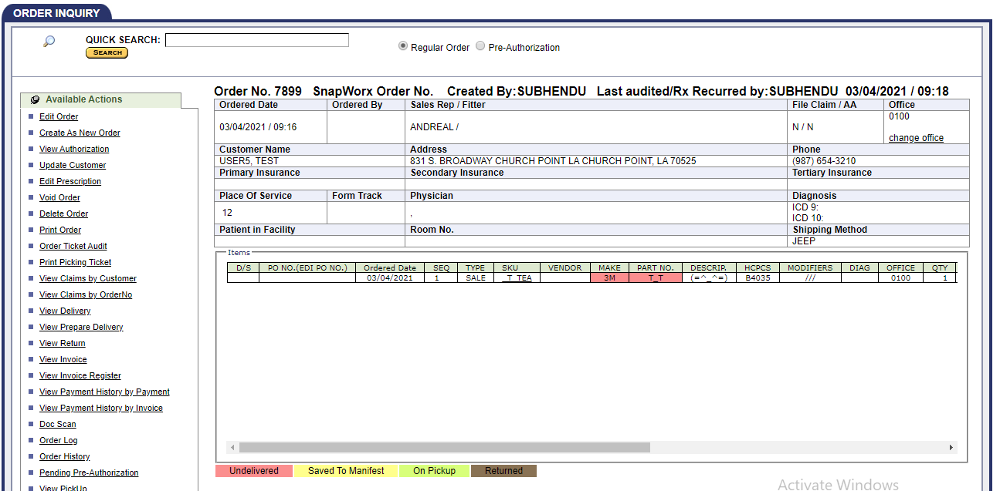 ORDER INQUIRY
QUICK SEARCH:
SEARCH
Regular Order Pre-Authorization
Available Actions
Edit Order
Create As New Order
View Authorization
Update Customer
Edit Prescription
Void Order
Delete Order
Print Order
Order Ticket Audit
Print Picking Ticket
View Claims by Customer
View Claims by OrderNo
View Delivery
View Prepare Delivery
View Return
View Invoice
View Invoice Register
View Payment History by Payment
View Payment History by Invoice
Doc Scan
Order Log
Order History
Pending Pre-Authorization
View PickUp
Order No. 7899 SnapWorx Order No. Created By:SUBHENDU Last audited/Rx Recurred by:SUBHENDU 03/04/2021 / 09:18
Ordered Date Ordered By Sales Rep / Fitter File Claim / AA Office
03/04/2021 / 09:16 ANDREAL / N / N 0100
change office
Customer Name Address Phone
USER5, TEST 831 S. BROADWAY CHURCH POINT LA CHURCH POINT, LA 70525 (987) 654-3210
Primary Insurance Secondary Insurance Tertiary Insurance
Place Of Service Form Track Physician Diagnosis
12 , ICD 9:
ICD 10:
Patient in Facility Room No. Shipping Method
JEEP
Items
D/S PO NO.(EDI PO NO.) Ordered Date SEQ TYPE SKU VENDOR MAKE PART NO. DESCRIP. HCPCS MODIFIERS DIAG OFFICE QTY
03/04/2021 1 SALE _T_TEA 3M T_T (=^_^=) B4035 /// 0100 1
Undelivered Saved To Manifest On Pickup Returned
Activate Windows